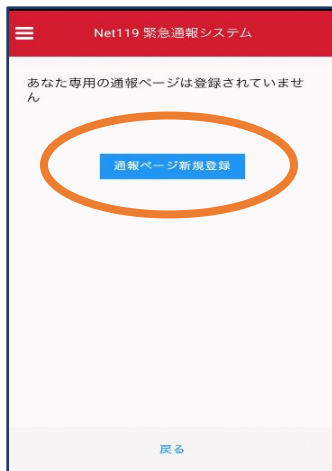 Net119 緊急通報システム
あなた専用の通報ページは登録されていませ
ん
通報ページ新規登録
戻る